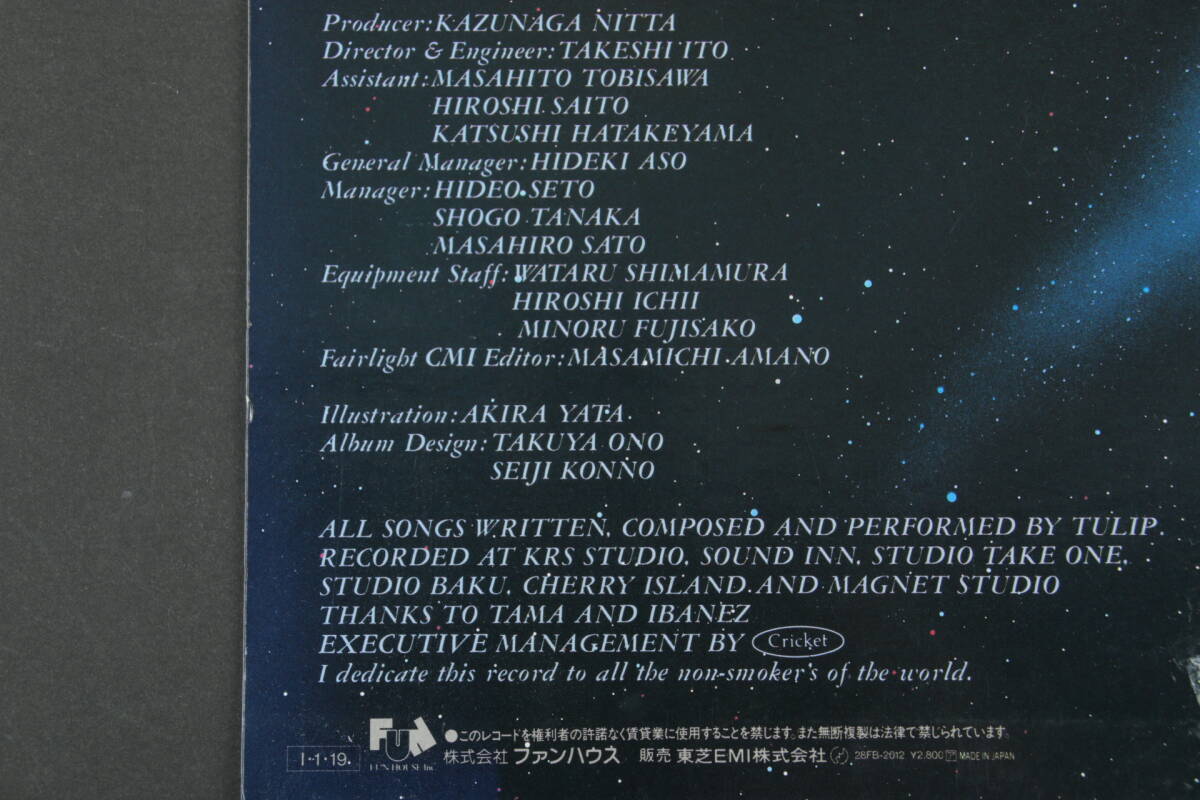 Producer:KAZUNAGA NITTA
Director & Engineer:TAKESHI ITO
Assistant:MASAHITO TOBISAWA
HIROSHI SAITO
KATSUSHI HATAKEYAMA
General Manager:HIDEKI ASO
Manager:HIDEO SETO
SHOGO TANAKA
MASAHIRO SATO
Equipment Staff:WATARU SHIMAMURA
HIROSHI ICHII
MINORU FUJISAKO
Fairlight CMI Editor:MASAMICHI AMANO
Illustration:AKIRA YATA
Album Design:TAKUYA ONO
SEIJI KONNO
ALL SONGS WRITTEN, COMPOSED AND PERFORMED BY TULIP
RECORDED AT KRS STUDIO, SOUND INN, STUDIO TAKE ONE,
STUDIO BAKU, CHERRY ISLAND AND MAGNET STUDIO
THANKS TO TAMA AND IBANEZ
EXECUTIVE MANAGEMENT BY Cricket
I dedicate this record to all the non-smoker's of the world.
FUN ●このレコードを権利者の許諾なく賃貸業に使用することを禁じます。また無断複製は法律で禁じられています。
I·1·19. FUN HOUSE Inc. 株式会社 ファンハウス 販売 東芝EMI株式会社 28FB-2012 ¥2,800 MADE IN JAPAN